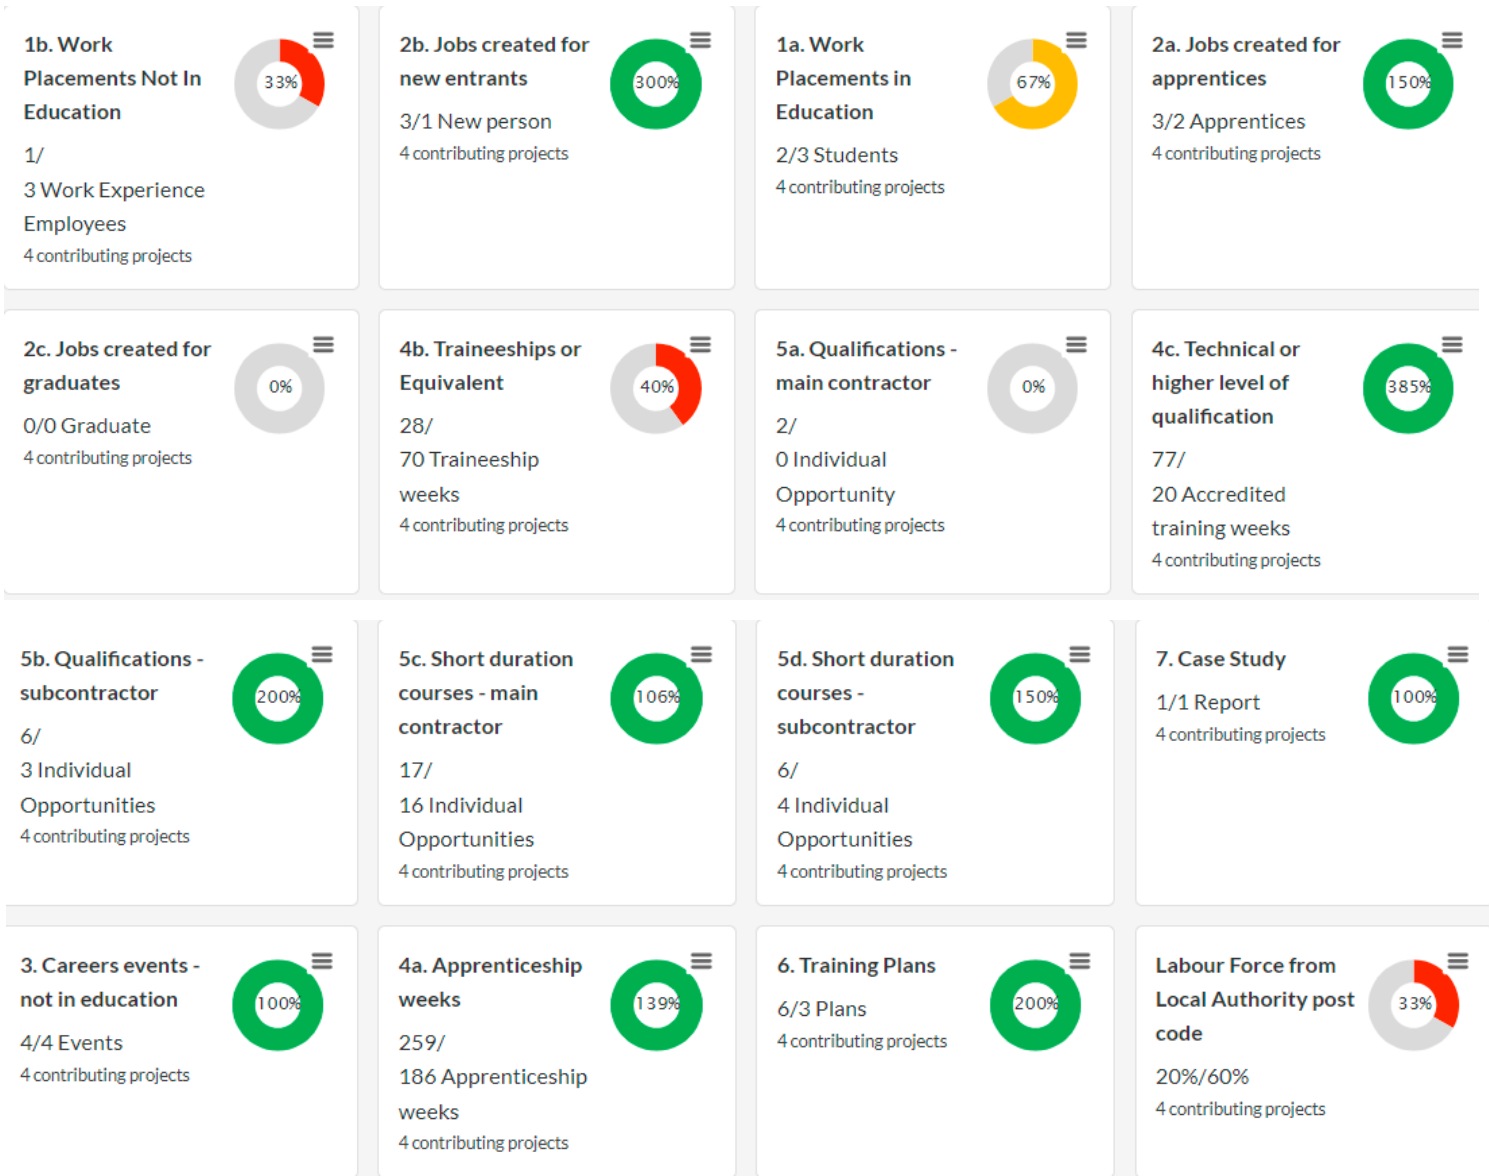 1b. Work
Placements Not In
Education
33%
1/
3 Work Experience
Employees
4 contributing projects
2b. Jobs created for
new entrants
300%
3/1 New person
4 contributing projects
1a. Work
Placements in
Education
67%
2/3 Students
4 contributing projects
2a. Jobs created for
apprentices
150%
3/2 Apprentices
4 contributing projects
2c. Jobs created for
graduates
0%
0/0 Graduate
4 contributing projects
4b. Traineeships or
Equivalent
40%
28/
70 Traineeship
weeks
4 contributing projects
5a. Qualifications -
main contractor
0%
2/
0 Individual
Opportunity
4 contributing projects
4c. Technical or
higher level of
qualification
385%
77/
20 Accredited
training weeks
4 contributing projects
5b. Qualifications -
subcontractor
200%
6/
3 Individual
Opportunities
4 contributing projects
5c. Short duration
courses - main
contractor
106%
17/
16 Individual
Opportunities
4 contributing projects
5d. Short duration
courses -
subcontractor
150%
6/
4 Individual
Opportunities
4 contributing projects
7. Case Study
100%
1/1 Report
4 contributing projects
3. Careers events -
not in education
100%
4/4 Events
4 contributing projects
4a. Apprenticeship
weeks
139%
259/
186 Apprenticeship
weeks
4 contributing projects
6. Training Plans
200%
6/3 Plans
4 contributing projects
Labour Force from
Local Authority post
code
33%
20%/60%
4 contributing projects